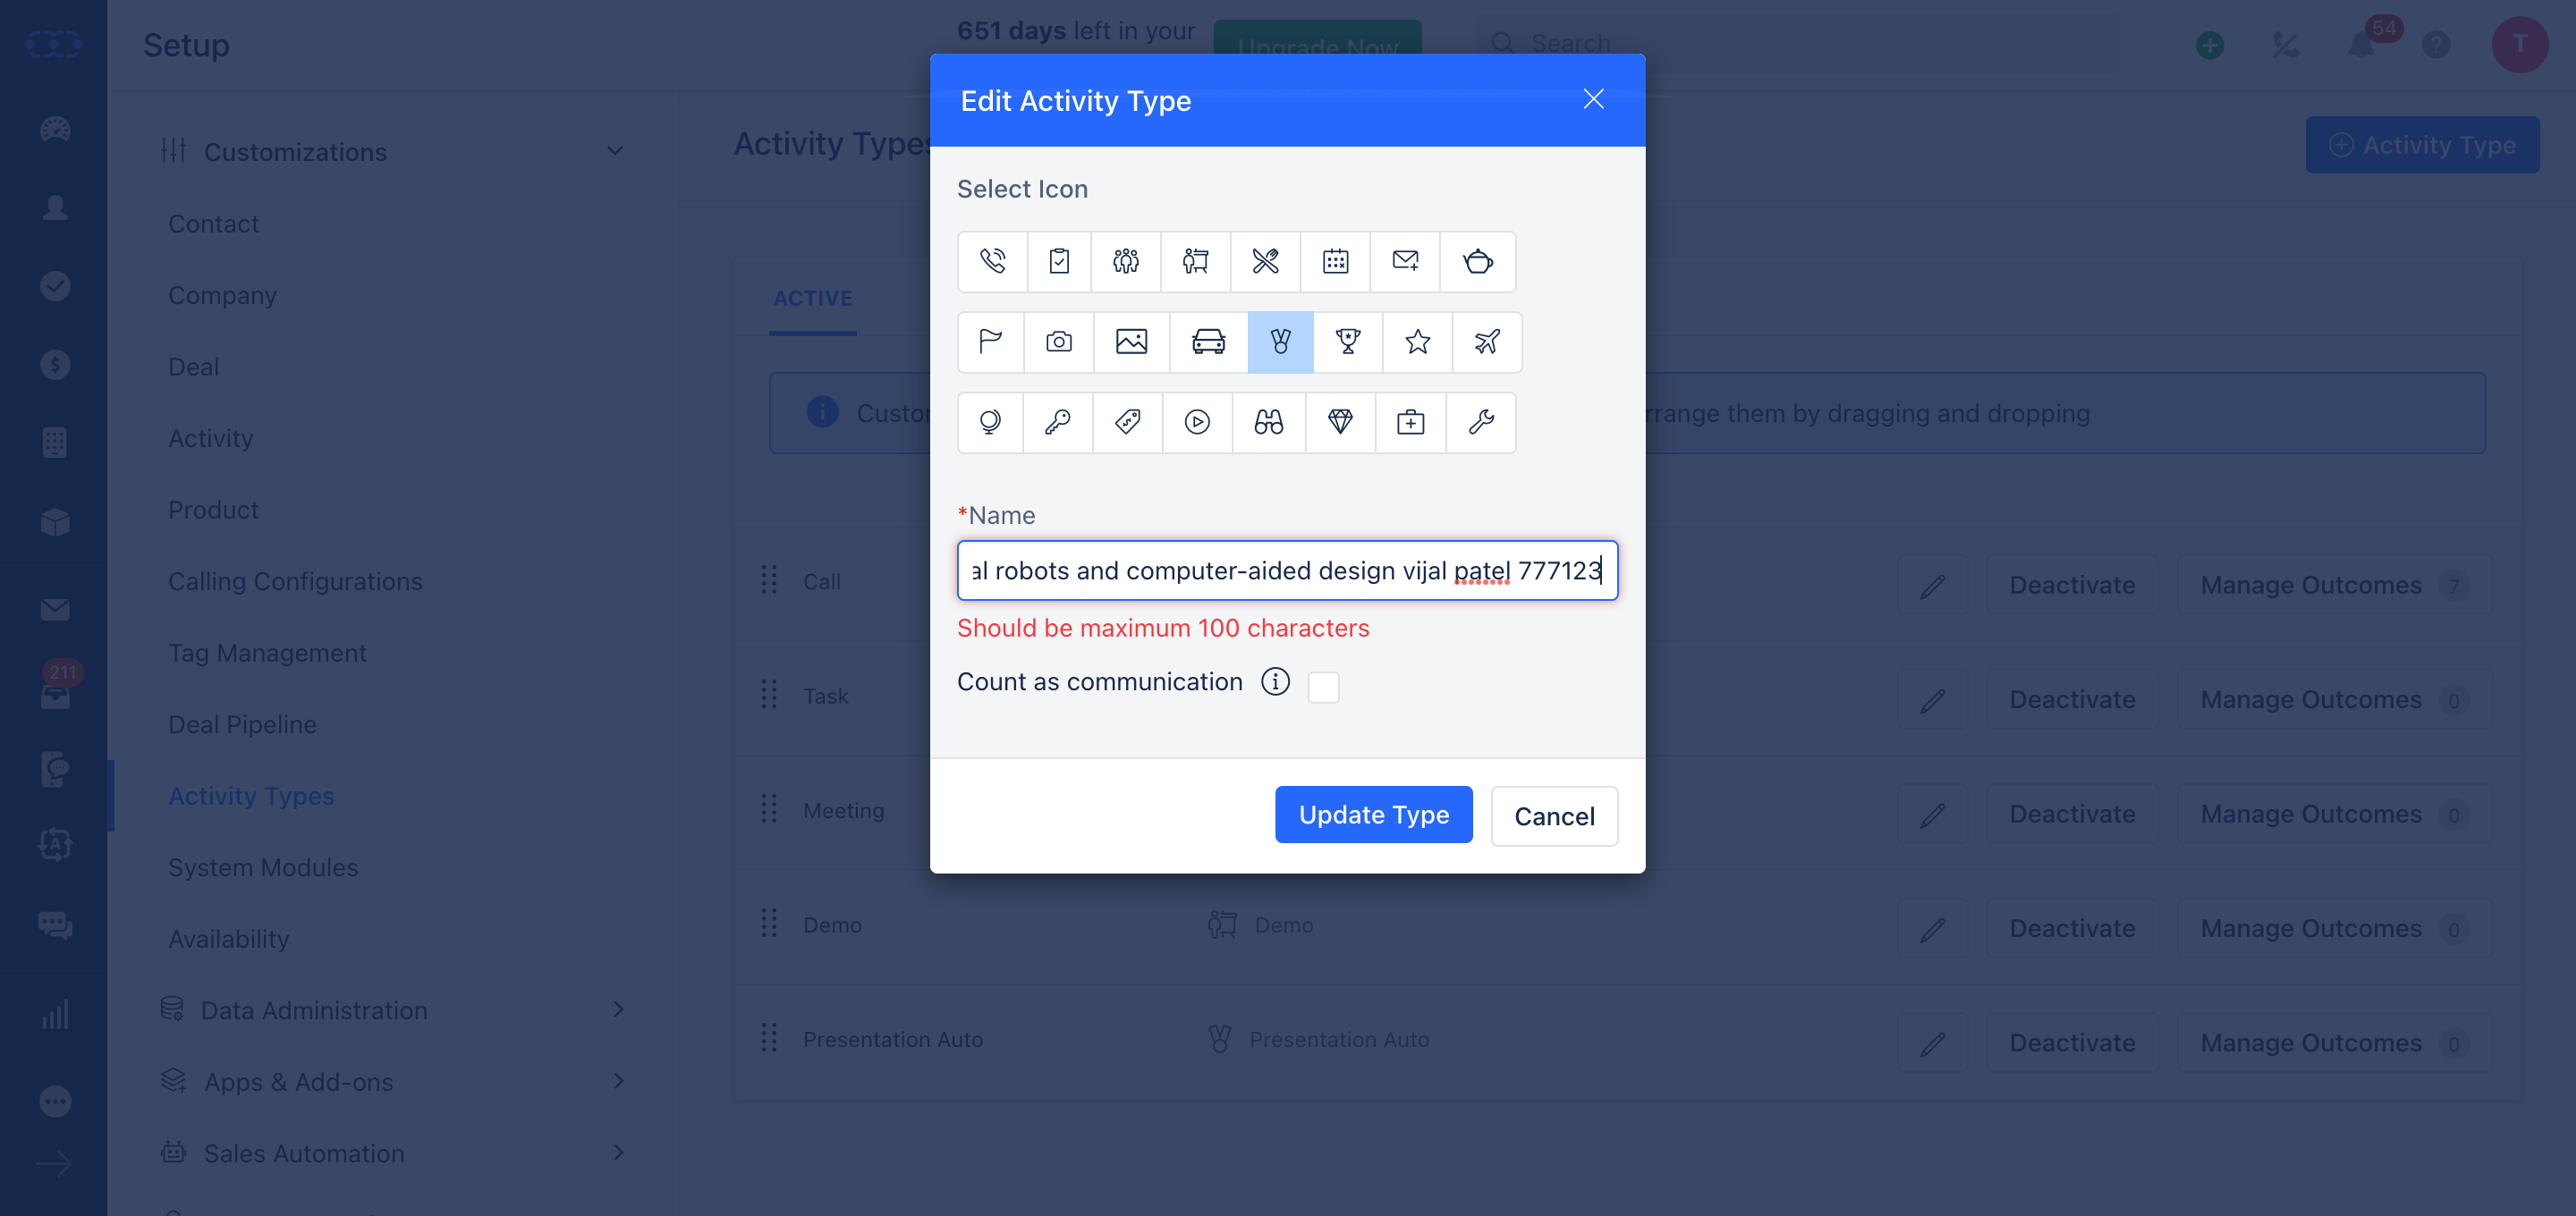 Setup
651 days left in your
Upgrade Now
Search
54
?
T
Customizations
Contact
Company
Deal
Activity
Product
Calling Configurations
Tag Management
211
Deal Pipeline
Activity Types
System Modules
Availability
Data Administration
Apps & Add-ons
Sales Automation
Activity Types
Activity Type
ACTIVE
rrange them by dragging and dropping
Call
Deactivate
Manage Outcomes 7
Task
Deactivate
Manage Outcomes 0
Meeting
Deactivate
Manage Outcomes 0
Demo
Demo
Deactivate
Manage Outcomes 0
Presentation Auto
Presentation Auto
Deactivate
Manage Outcomes 0
Edit Activity Type
Select Icon
*Name
al robots and computer-aided design vijal patel 777123
Should be maximum 100 characters
Count as communication
Update Type
Cancel